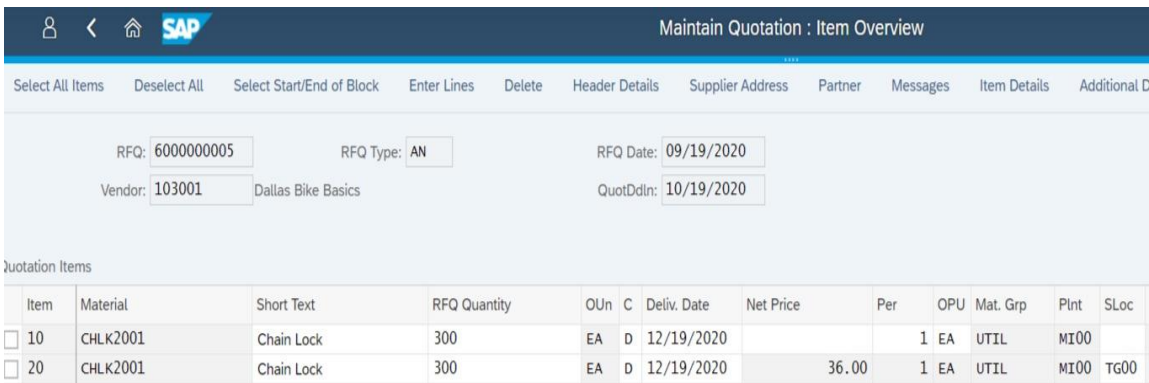 SAP Maintain Quotation : Item Overview
Select All Items Deselect All Select Start/End of Block Enter Lines Delete Header Details Supplier Address Partner Messages Item Details Additional D
RFQ: 6000000005 RFQ Type: AN RFQ Date: 09/19/2020
Vendor: 103001 Dallas Bike Basics QuotDdln: 10/19/2020
Quotation Items
Item Material Short Text RFQ Quantity OUn C Deliv. Date Net Price Per OPU Mat. Grp Plnt SLoc
10 CHLK2001 Chain Lock 300 EA D 12/19/2020 1 EA UTIL MI00
20 CHLK2001 Chain Lock 300 EA D 12/19/2020 36.00 1 EA UTIL MI00 TG00